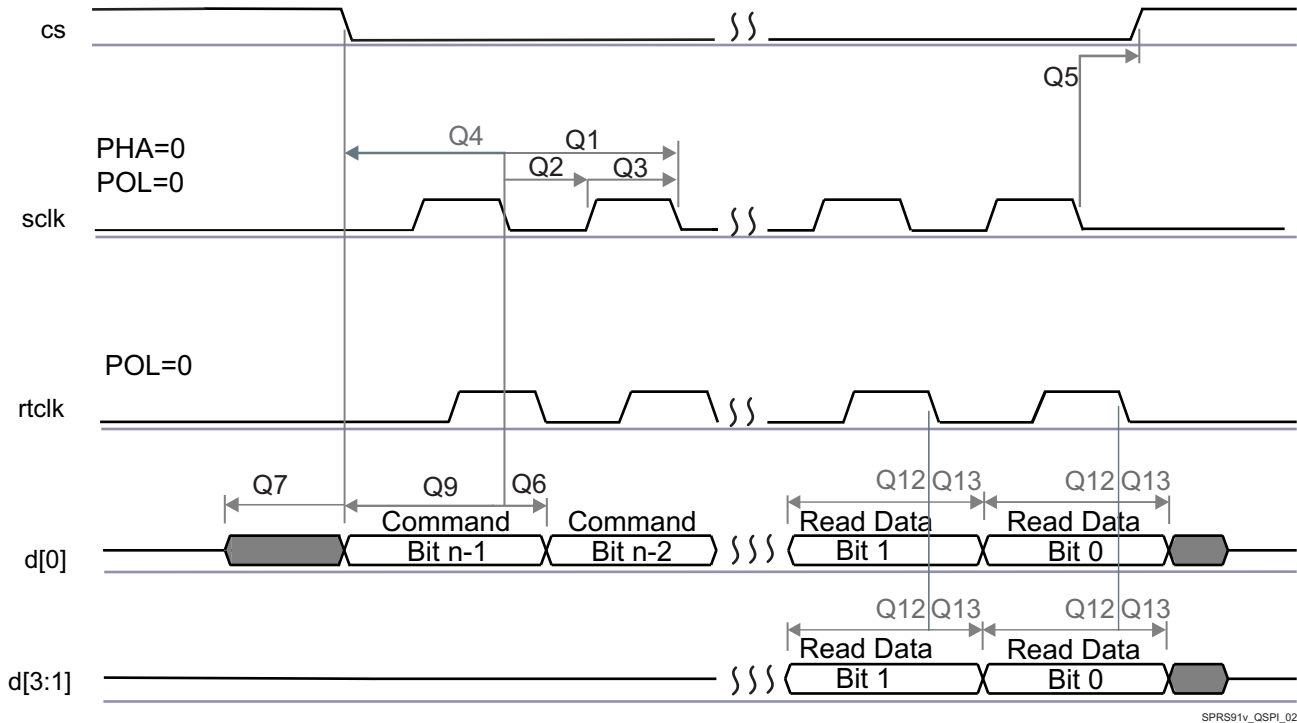 cs
Q5
PHA=0
POL=0
Q4
Q1
Q2
Q3
sclk
POL=0
rtclk
Q7
Q9
Q6
Q12
Q13
Q12
Q13
Command
Command
Read Data
Read Data
d[0]
Bit n-1
Bit n-2
Bit 1
Bit 0
Q12
Q13
Q12
Q13
Read Data
Read Data
d[3:1]
Bit 1
Bit 0
SPRS91v_QSPI_02